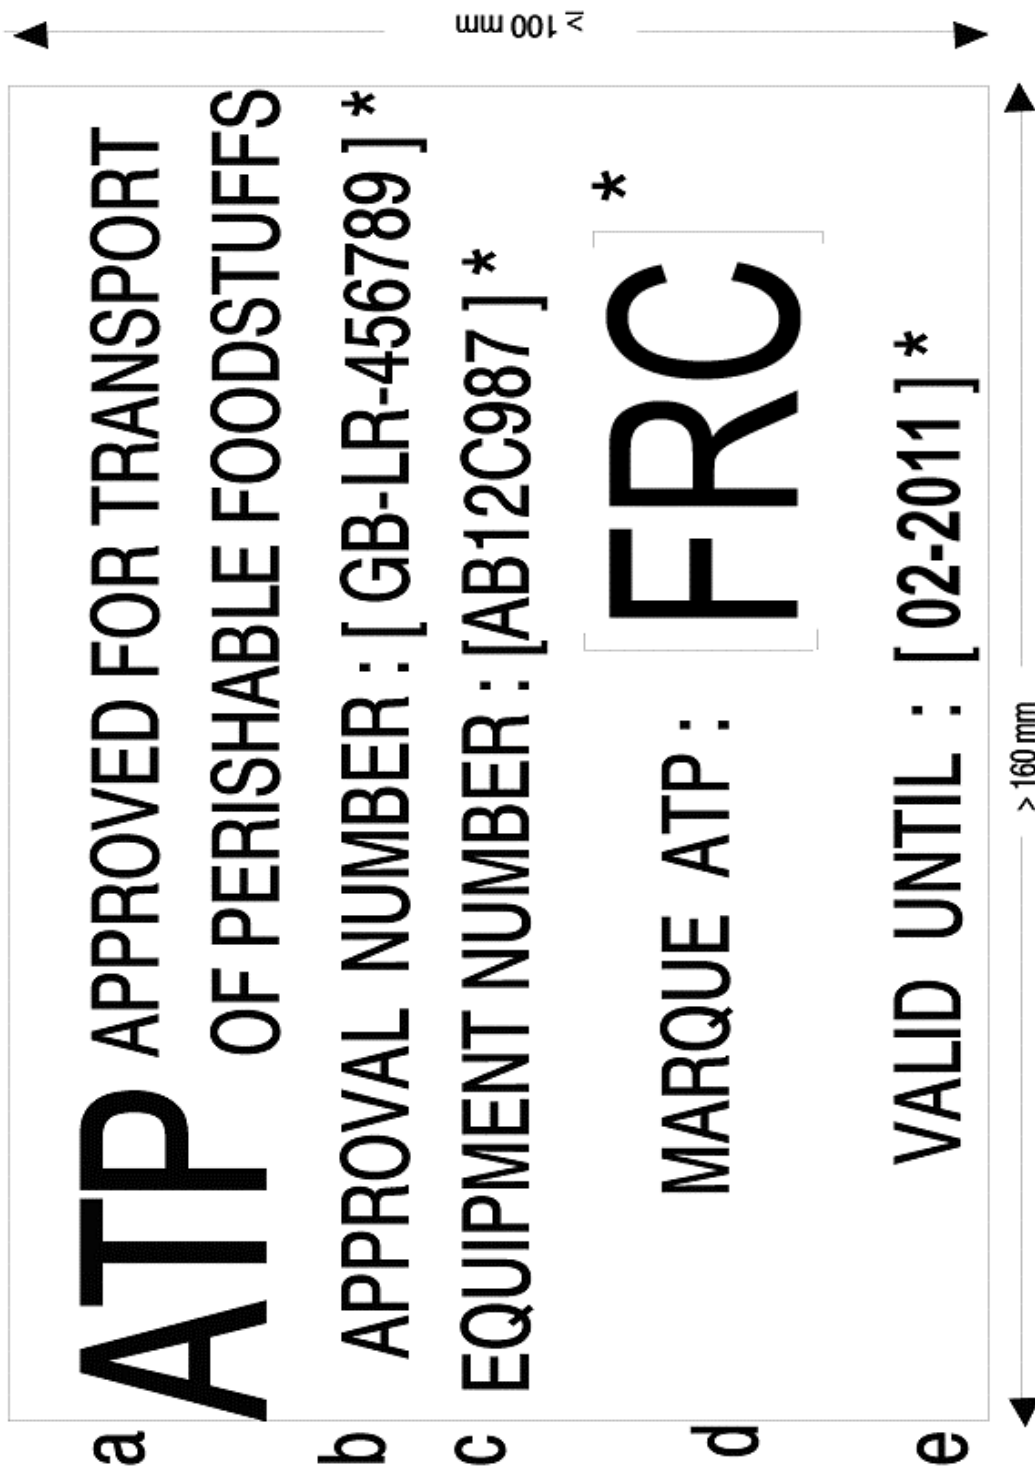 ≥ 100 mm
a
ATP APPROVED FOR TRANSPORT
OF PERISHABLE FOODSTUFFS
b
APPROVAL NUMBER : [ GB-LR-456789 ] *
c
EQUIPMENT NUMBER : [AB12C987 ] *
d
MARQUE ATP : [FRC] *
e
VALID UNTIL : [ 02-2011 ] *
> 160 mm